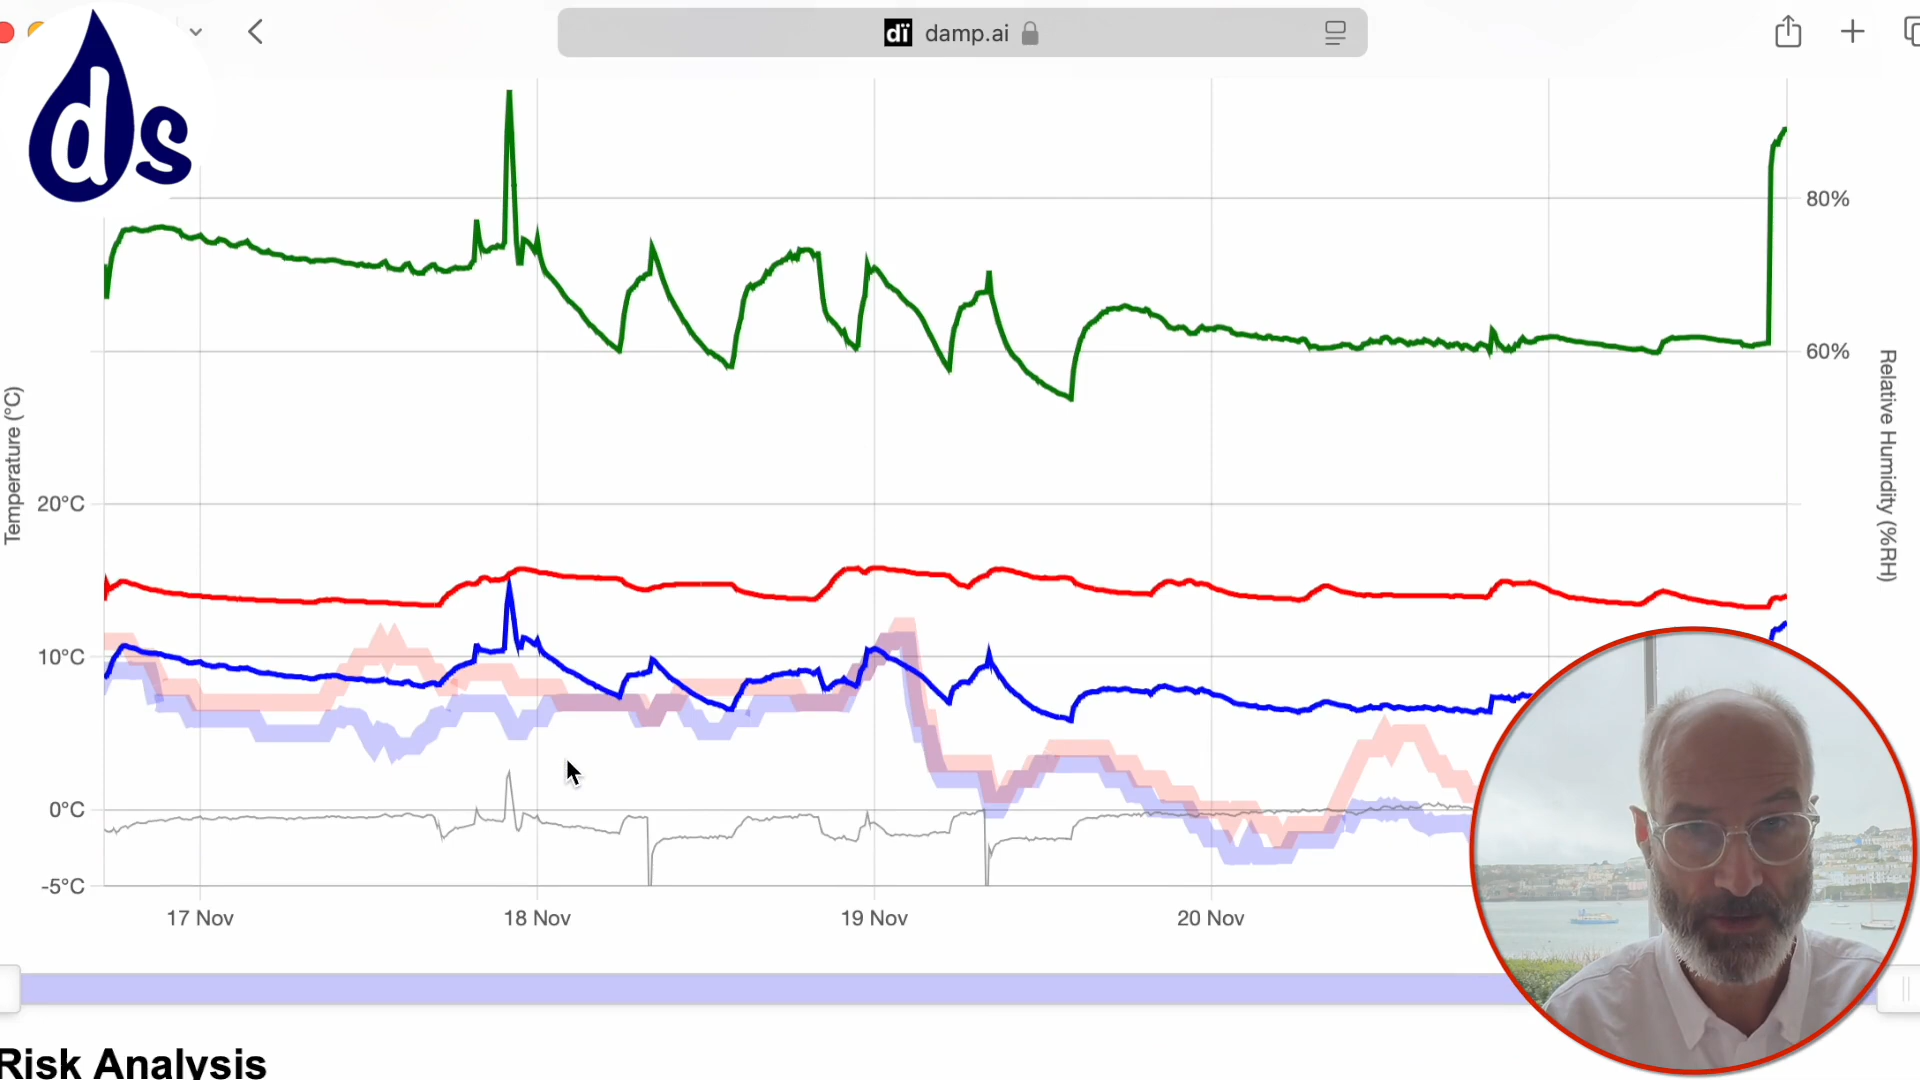 ds
dï damp.ai
80%
60%
Temperature (°C)
Relative Humidity (%RH)
20°C
10°C
0°C
-5°C
17 Nov
18 Nov
19 Nov
20 Nov
Risk Analysis